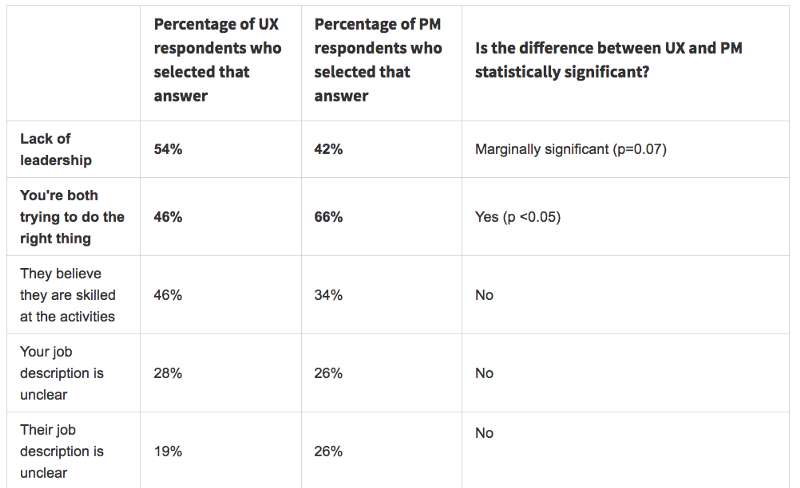 Percentage of UX respondents who selected that answer
Percentage of PM respondents who selected that answer
Is the difference between UX and PM statistically significant?
Lack of leadership
54%
42%
Marginally significant (p=0.07)
You're both trying to do the right thing
46%
66%
Yes (p <0.05)
They believe they are skilled at the activities
46%
34%
No
Your job description is unclear
28%
26%
No
Their job description is unclear
19%
26%
No